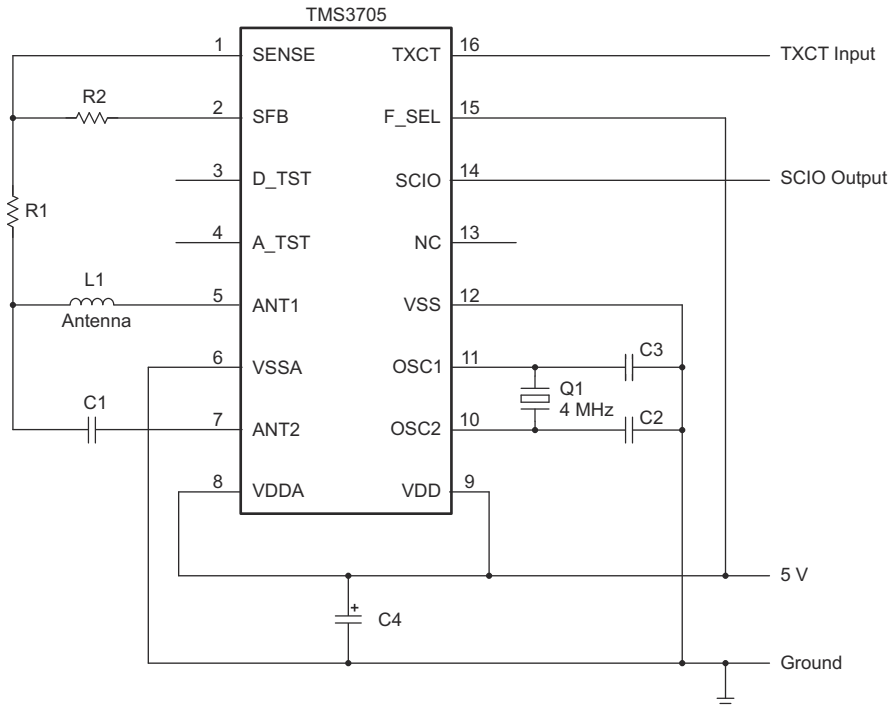 TMS3705
1 SENSE TXCT 16 TXCT Input
R2
2 SFB F_SEL 15
3 D_TST SCIO 14 SCIO Output
R1
4 A_TST NC 13
L1
Antenna
5 ANT1 VSS 12
6 VSSA OSC1 11 C3
Q1
4 MHz
C1
7 ANT2 OSC2 10 C2
8 VDDA VDD 9
5 V
+
C4
Ground